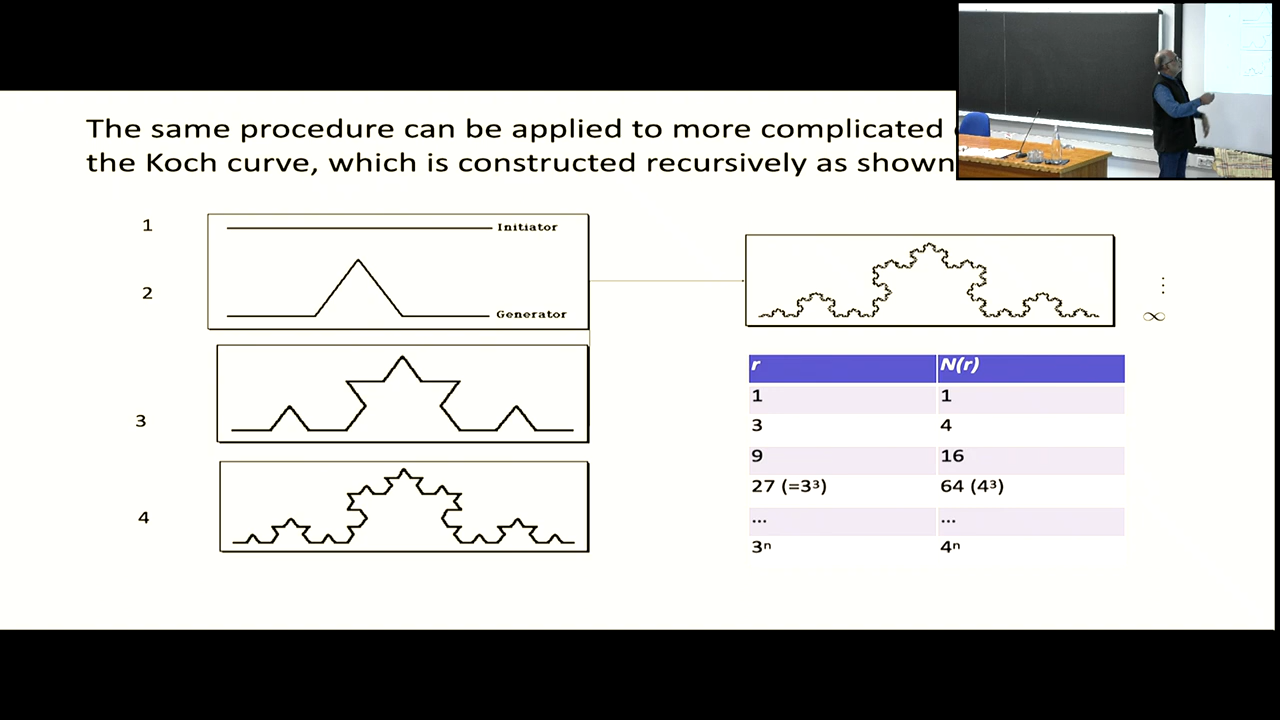 The same procedure can be applied to more complicated
the Koch curve, which is constructed recursively as shown
1
Initiator
2
Generator
3
4
⋮
∞
r N(r)
1 1
3 4
9 16
27 (=3³) 64 (4³)
... ...
3ⁿ 4ⁿ